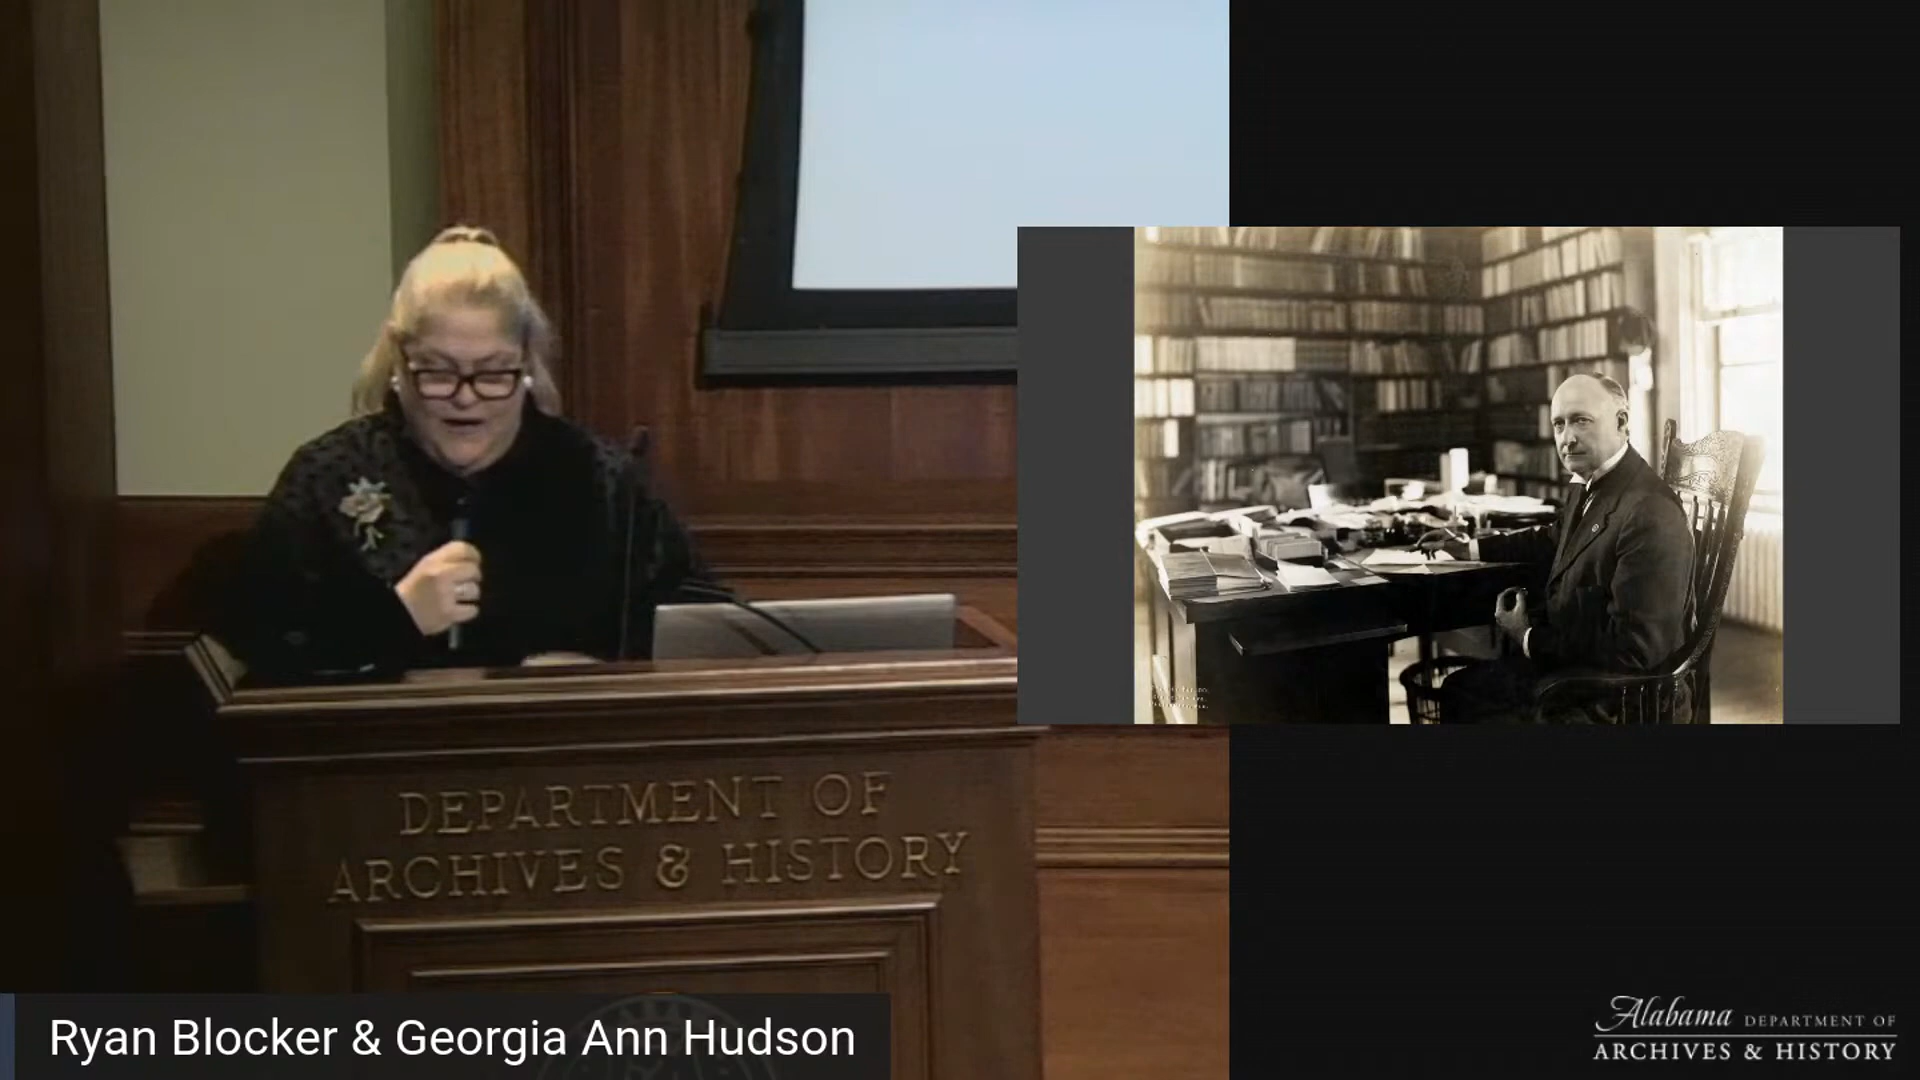 DEPARTMENT OF
ARCHIVES & HISTORY
Ryan Blocker & Georgia Ann Hudson
Alabama DEPARTMENT OF
ARCHIVES & HISTORY